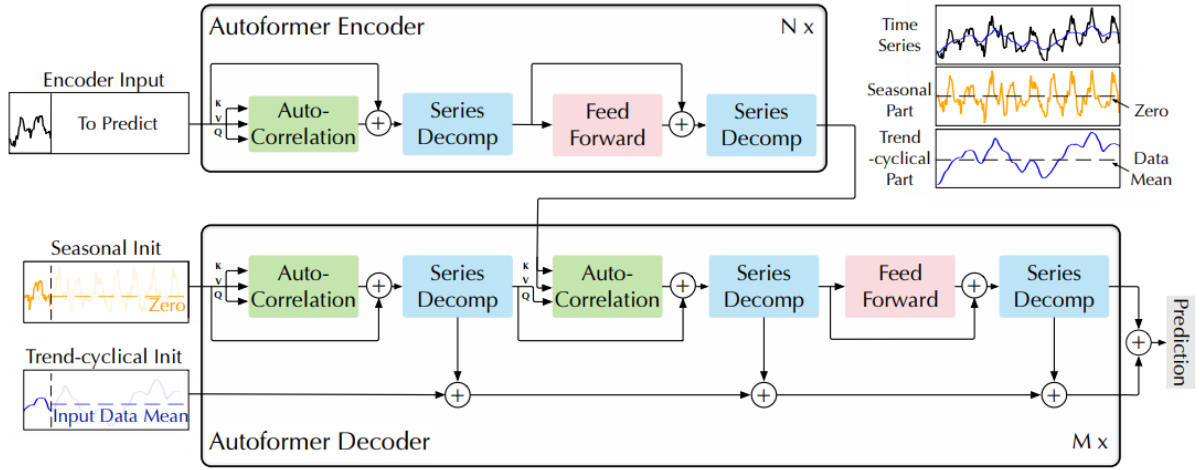 Autoformer Encoder
N x
Encoder Input
To Predict
K
V
Q
Auto-
Correlation
+
Series
Decomp
Feed
Forward
+
Series
Decomp
Time
Series
Seasonal
Part
Zero
Trend
-cyclical
Part
Data
Mean
Seasonal Init
Zero
K
V
Q
Auto-
Correlation
+
Series
Decomp
K
V
Q
Auto-
Correlation
+
Series
Decomp
Feed
Forward
+
Series
Decomp
+
Prediction
Trend-cyclical Init
Input Data Mean
+
+
+
Autoformer Decoder
M x